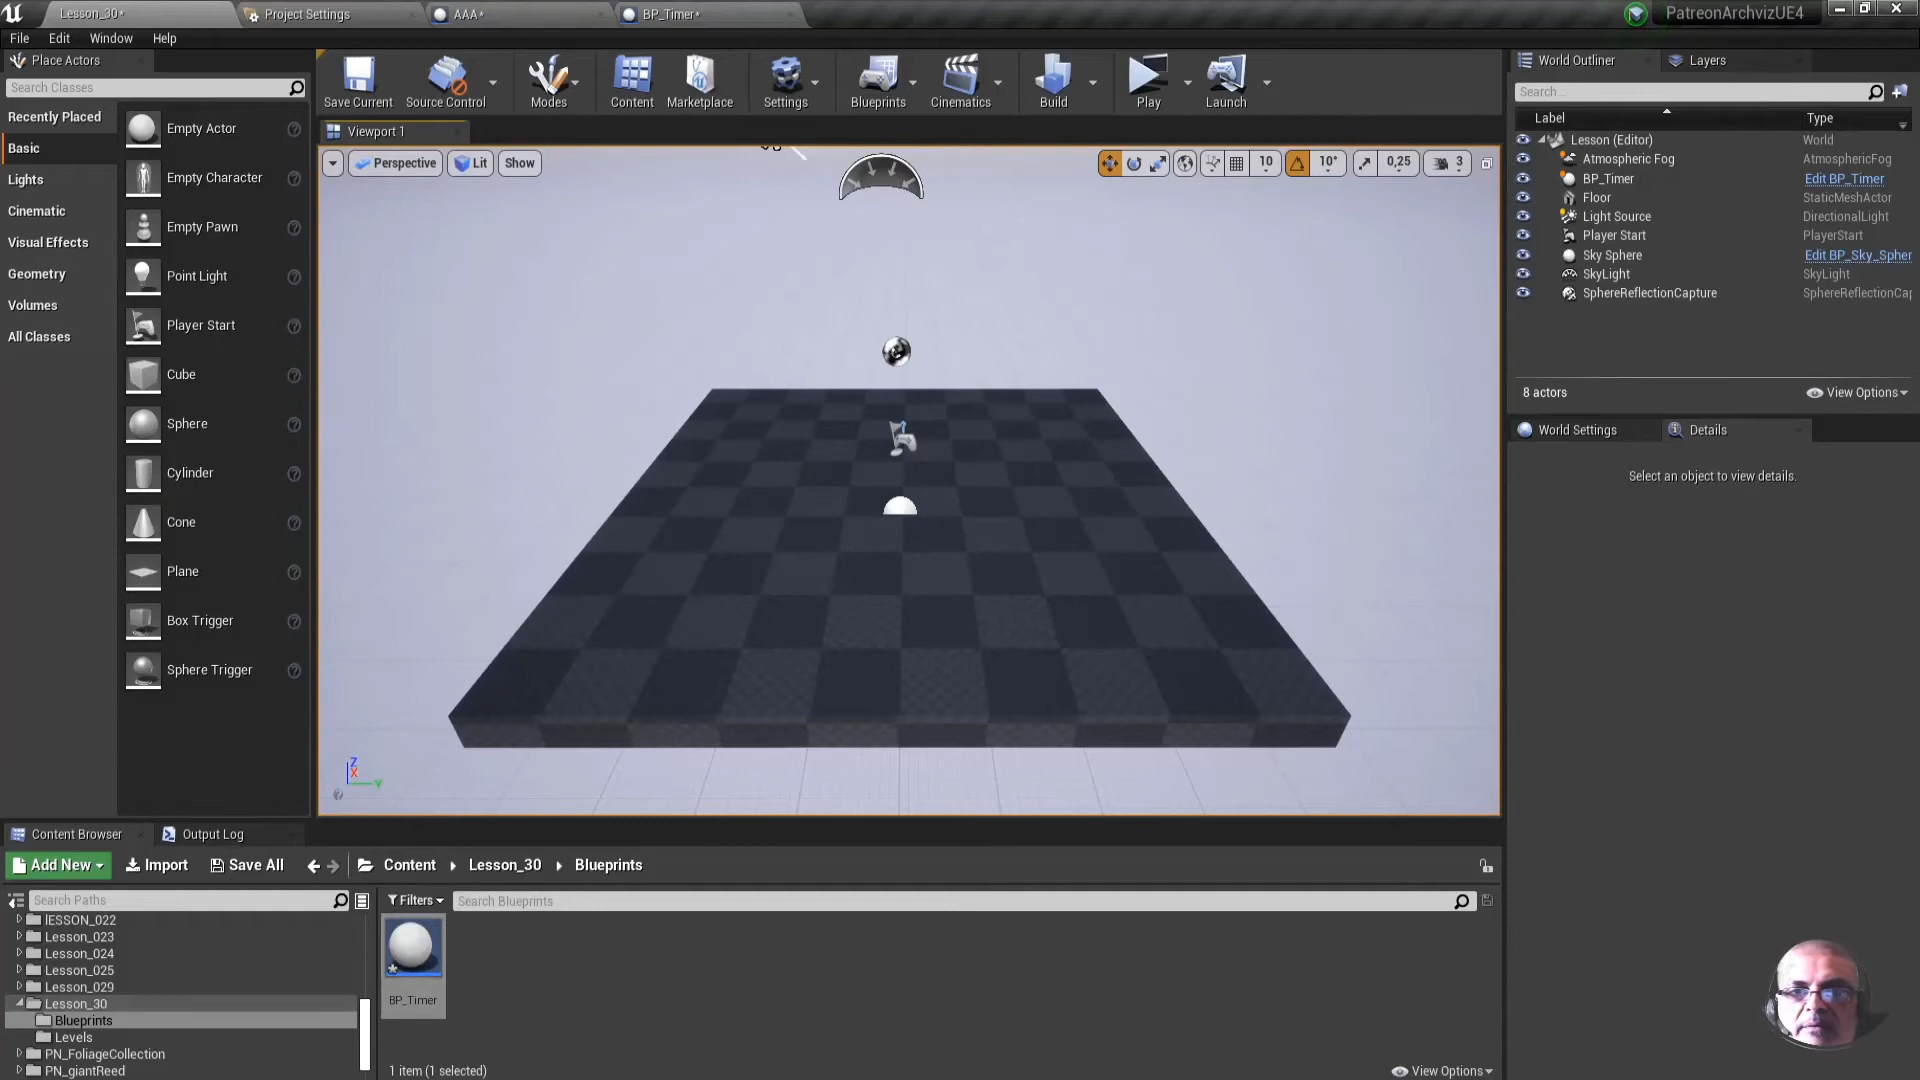 Lesson_30*
Project Settings
AAA*
BP_Timer*
PatreonArchvizUE4
File
Edit
Window
Help
Place Actors
Search Classes
Recently Placed
Basic
Lights
Cinematic
Visual Effects
Geometry
Volumes
All Classes
Empty Actor
Empty Character
Empty Pawn
Point Light
Player Start
Cube
Sphere
Cylinder
Cone
Plane
Box Trigger
Sphere Trigger
Save Current
Source Control
Modes
Content
Marketplace
Settings
Blueprints
Cinematics
Build
Play
Launch
Viewport 1
Perspective
Lit
Show
10
10°
0,25
3
Z
X
Y
World Outliner
Layers
Search...
Label
Type
Lesson (Editor)
World
Atmospheric Fog
AtmosphericFog
BP_Timer
Edit BP_Timer
Floor
StaticMeshActor
Light Source
DirectionalLight
Player Start
PlayerStart
Sky Sphere
Edit BP_Sky_Spher
SkyLight
SkyLight
SphereReflectionCapture
SphereReflectionCap
8 actors
View Options
World Settings
Details
Select an object to view details.
Content Browser
Output Log
Add New
Import
Save All
Content
Lesson_30
Blueprints
Search Paths
lESSON_022
Lesson_023
Lesson_024
Lesson_025
Lesson_029
Lesson_30
Blueprints
Levels
PN_FoliageCollection
PN_giantReed
Filters
Search Blueprints
BP_Timer
1 item (1 selected)
View Options